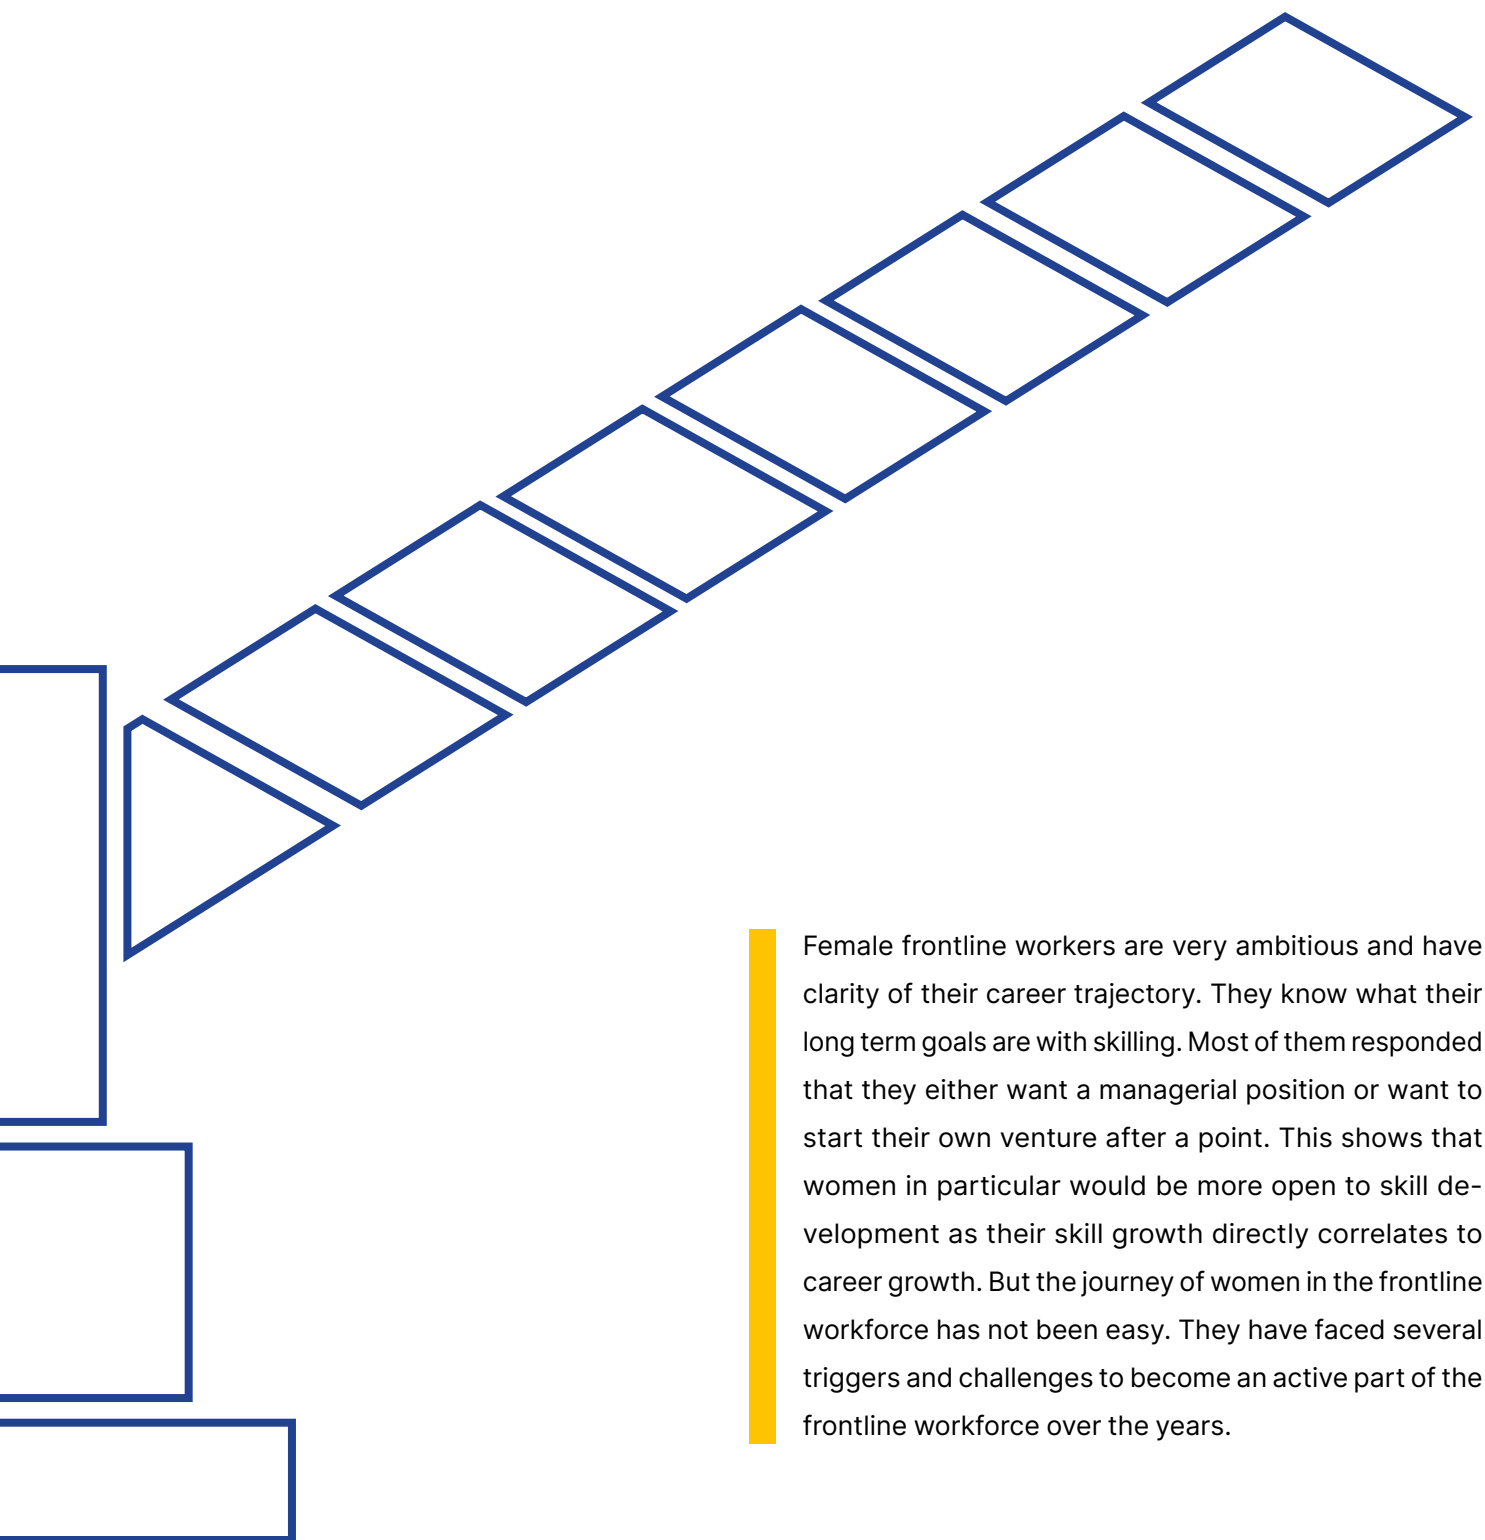 Female frontline workers are very ambitious and have
clarity of their career trajectory. They know what their
long term goals are with skilling. Most of them responded
that they either want a managerial position or want to
start their own venture after a point. This shows that
women in particular would be more open to skill de-
velopment as their skill growth directly correlates to
career growth. But the journey of women in the frontline
workforce has not been easy. They have faced several
triggers and challenges to become an active part of the
frontline workforce over the years.